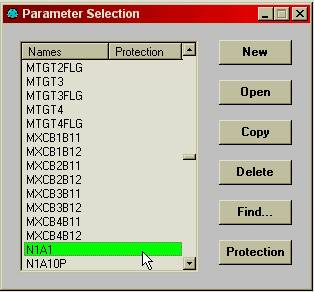 Parameter Selection
Names Protection
MTGT2FLG
MTGT3
MTGT3FLG
MTGT4
MTGT4FLG
MXCB1B11
MXCB1B12
MXCB2B11
MXCB2B12
MXCB3B11
MXCB3B12
MXCB4B11
MXCB4B12
N1A1
N1A10P
New
Open
Copy
Delete
Find...
Protection